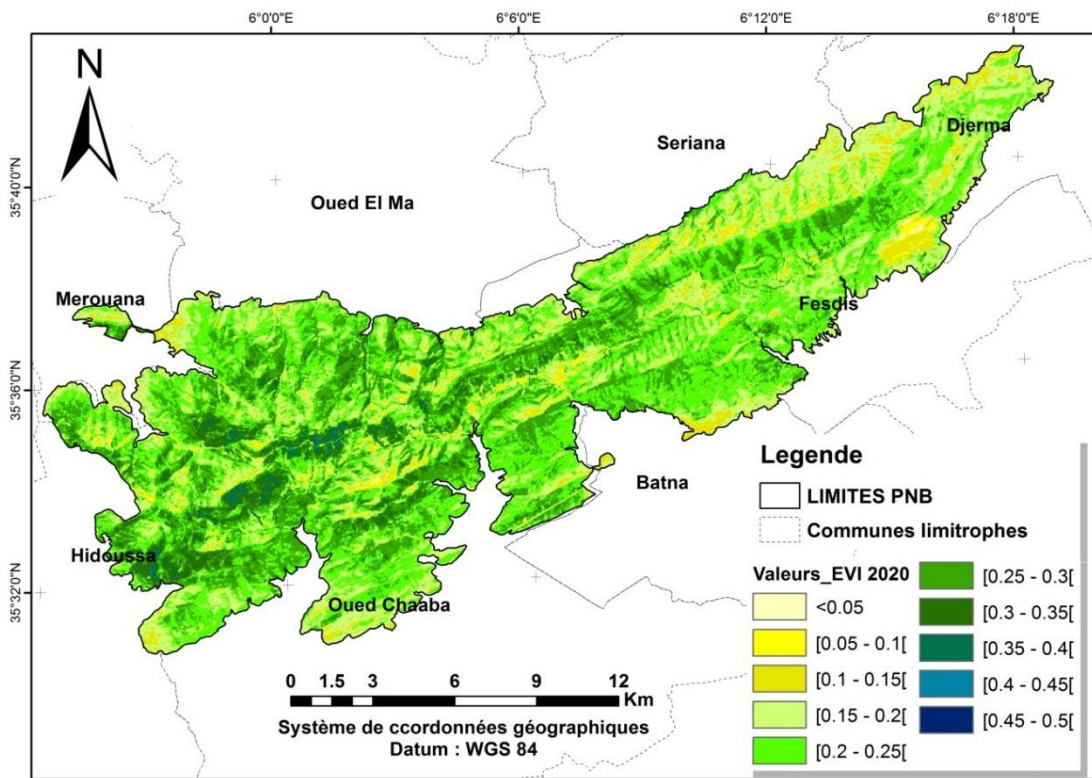 6°0'0"E
6°6'0"E
6°12'0"E
6°18'0"E
N
Djerma
Seriana
35°40'0"N
Oued El Ma
Merouana
Fesdis
35°36'0"N
Batna
Hidoussa
35°32'0"N
Oued Chaaba
Legende
LIMITES PNB
Communes limitrophes
Valeurs_EVI 2020
<0.05
[0.05 - 0.1[
[0.1 - 0.15[
[0.15 - 0.2[
[0.2 - 0.25[
[0.25 - 0.3[
[0.3 - 0.35[
[0.35 - 0.4[
[0.4 - 0.45[
[0.45 - 0.5[
0 1.5 3 6 9 12
Km
Système de ccordonnées géographiques
Datum : WGS 84